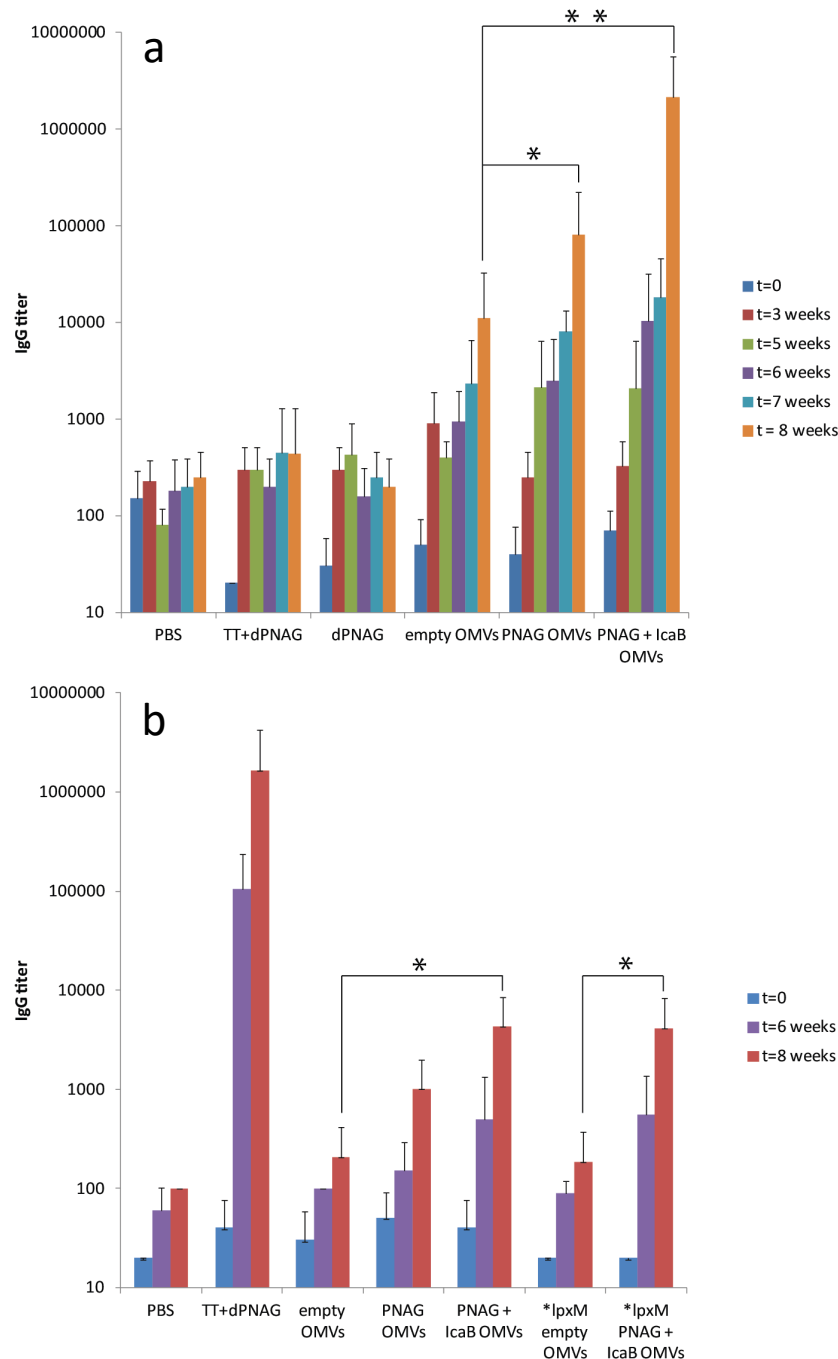 a
* *
*
10000000
1000000
100000
10000
1000
100
10
IgG titer
PBS
TT+dPNAG
dPNAG
empty OMVs
PNAG OMVs
PNAG + IcaB
OMVs
t=0
t=3 weeks
t=5 weeks
t=6 weeks
t=7 weeks
t = 8 weeks
b
*
*
10000000
1000000
100000
10000
1000
100
10
IgG titer
PBS
TT+dPNAG
empty
OMVs
PNAG
OMVs
PNAG +
IcaB OMVs
*lpxM
empty
OMVs
*lpxM
PNAG +
IcaB OMVs
t=0
t=6 weeks
t=8 weeks